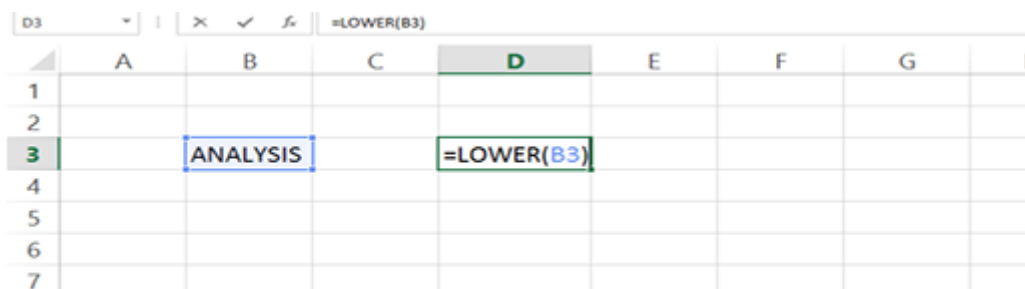 D3 =LOWER(B3)
A B C D E F G
1
2
3 ANALYSIS =LOWER(B3)
4
5
6
7